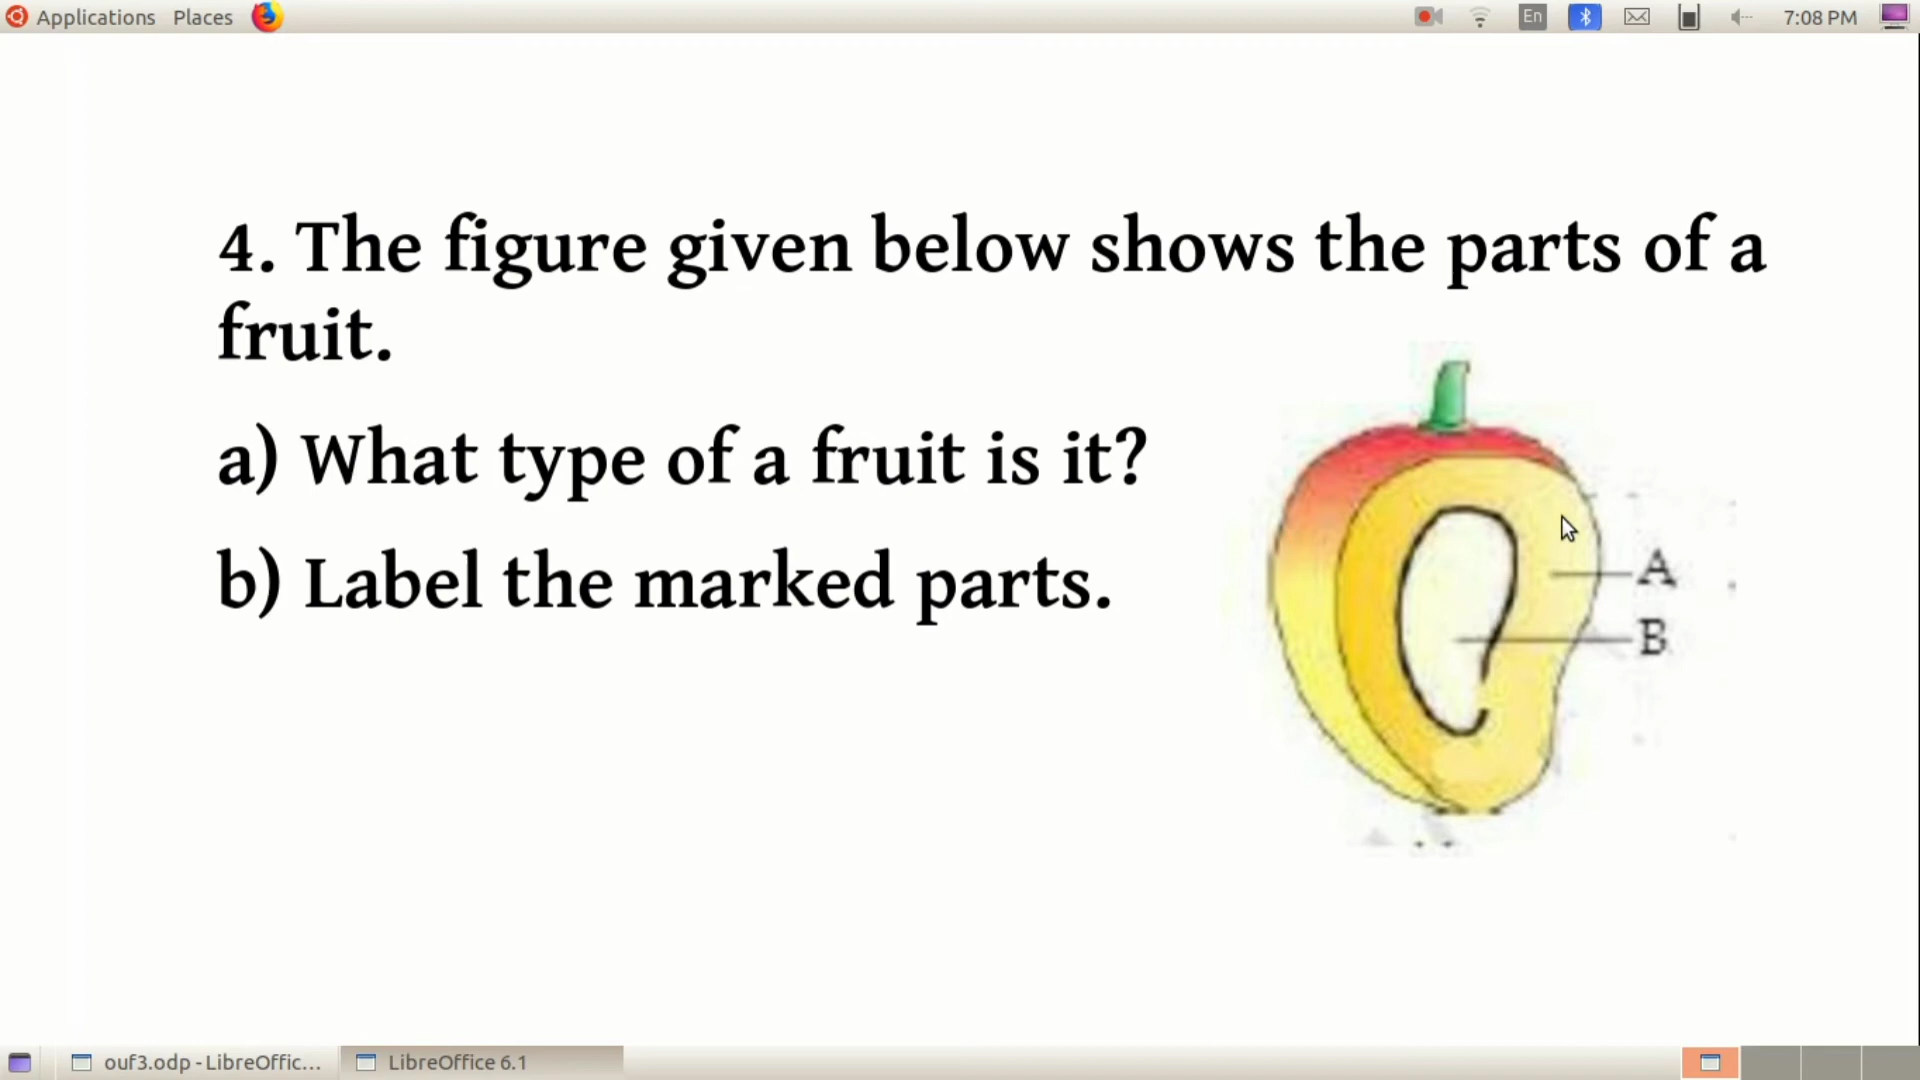 Applications Places En 7:08 PM
4. The figure given below shows the parts of a
fruit.
a) What type of a fruit is it?
b) Label the marked parts.
A
B
ouf3.odp - LibreOffic... LibreOffice 6.1